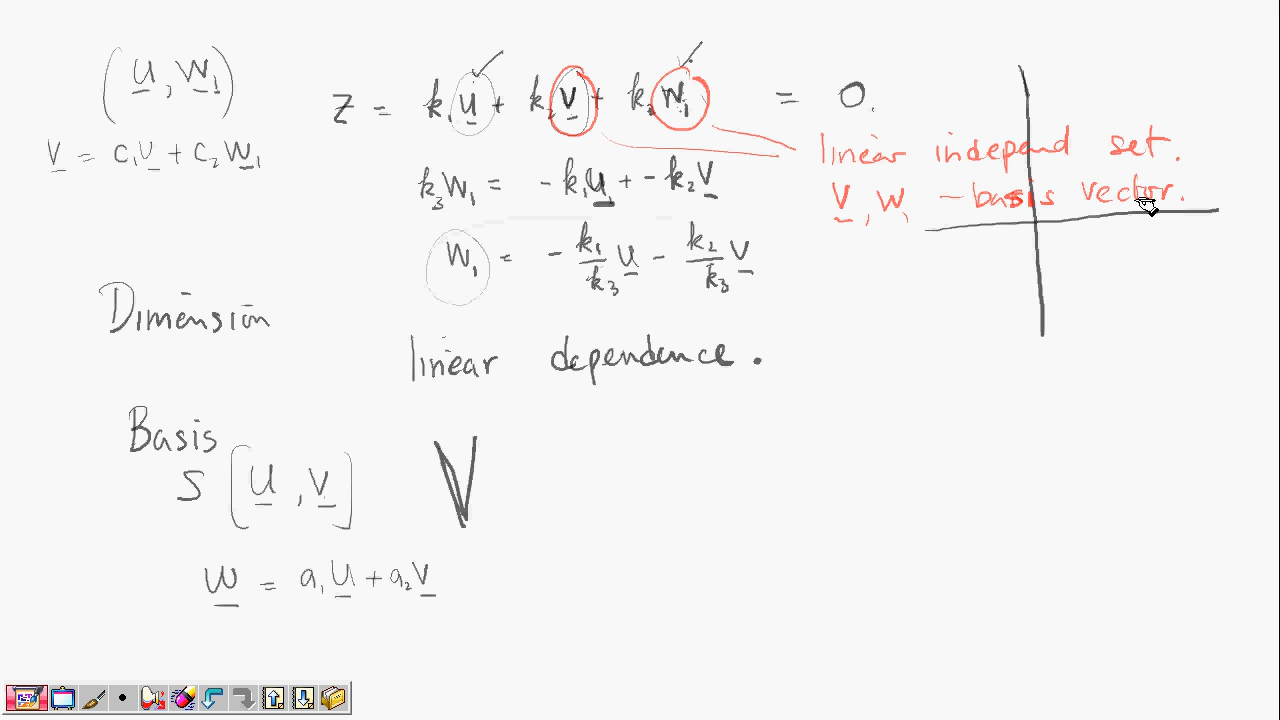 (u, w₁)
z = k₁u + k₂v + k₃w₁ = 0.
v = c₁u + c₂w₁
linear independ set.
k₃w₁ = -k₁u + -k₂v
v, w₁ - basis vector.
w₁ = - k₁/k₃ u - k₂/k₃ v
Dimension
linear dependence.
Basis
S [u, v]
V
w = a₁u + a₂v